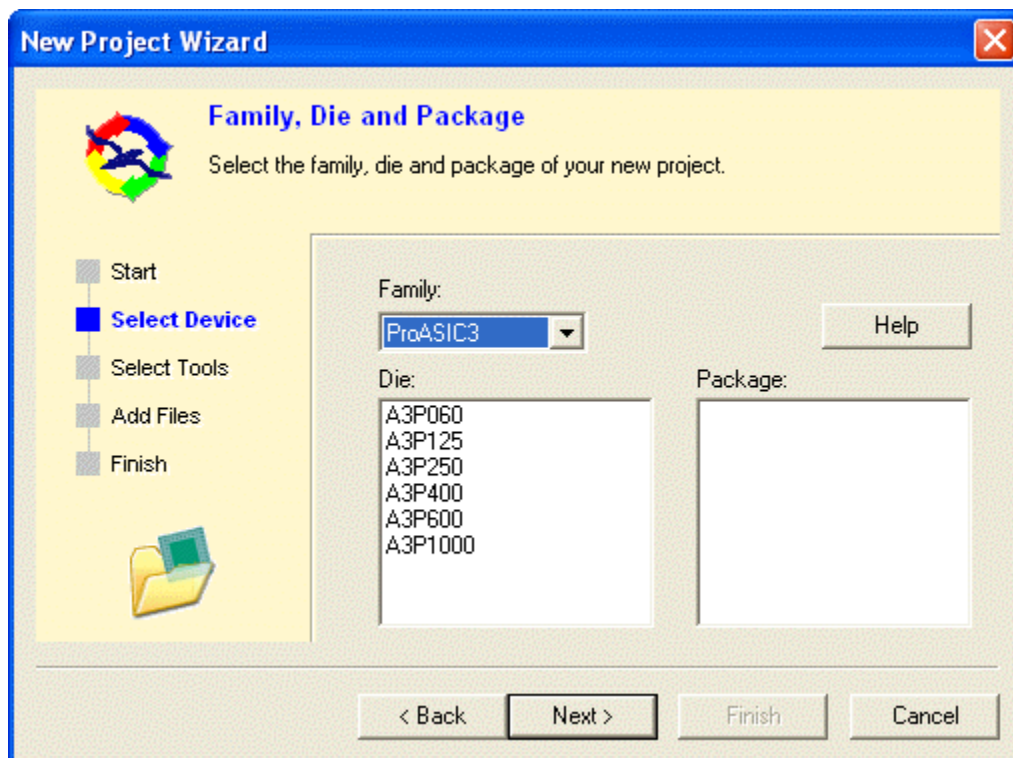 New Project Wizard
Family, Die and Package
Select the family, die and package of your new project.
Start
Select Device
Select Tools
Add Files
Finish
Family:
ProASIC3
Help
Die:
A3P060
A3P125
A3P250
A3P400
A3P600
A3P1000
Package:
< Back
Next >
Finish
Cancel